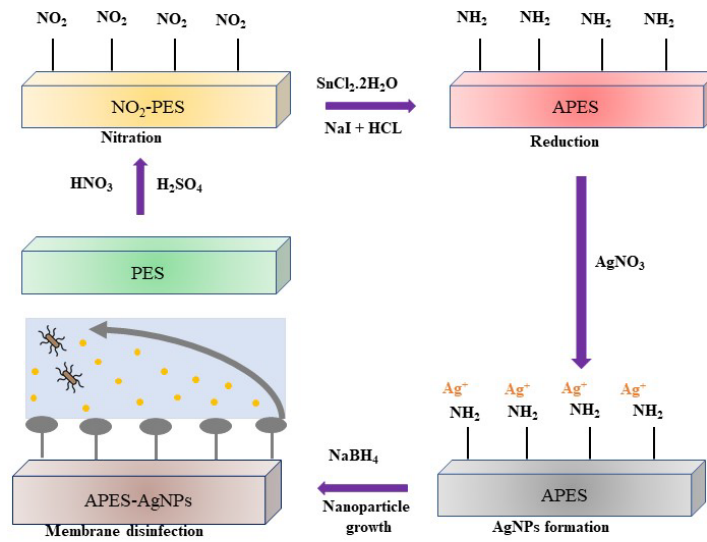 NO₂ NO₂ NO₂ NO₂
NH₂ NH₂ NH₂ NH₂
NO₂-PES
Nitration
SnCl₂.2H₂O
NaI + HCL
APES
Reduction
HNO₃ H₂SO₄
PES
AgNO₃
Ag⁺ Ag⁺ Ag⁺ Ag⁺
NH₂ NH₂ NH₂ NH₂
APES
AgNPs formation
NaBH₄
Nanoparticle
growth
APES-AgNPs
Membrane disinfection